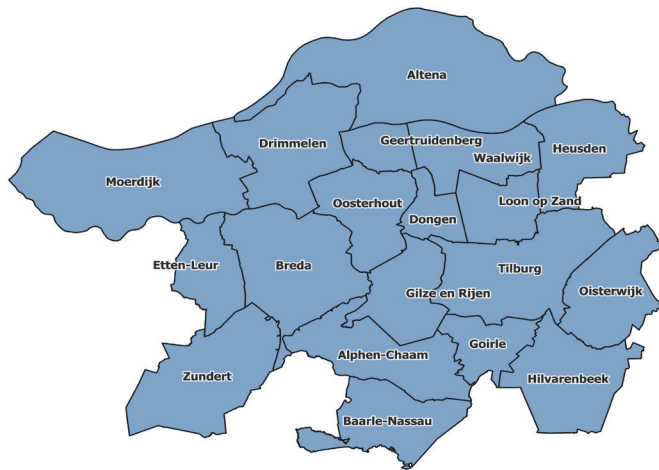 Altena
Drimmelen
Geertruidenberg
Waalwijk
Heusden
Moerdijk
Oosterhout
Dongen
Loon op Zand
Etten-Leur
Breda
Gilze en Rijen
Tilburg
Oisterwijk
Zundert
Alphen-Chaam
Goirle
Hilvarenbeek
Baarle-Nassau